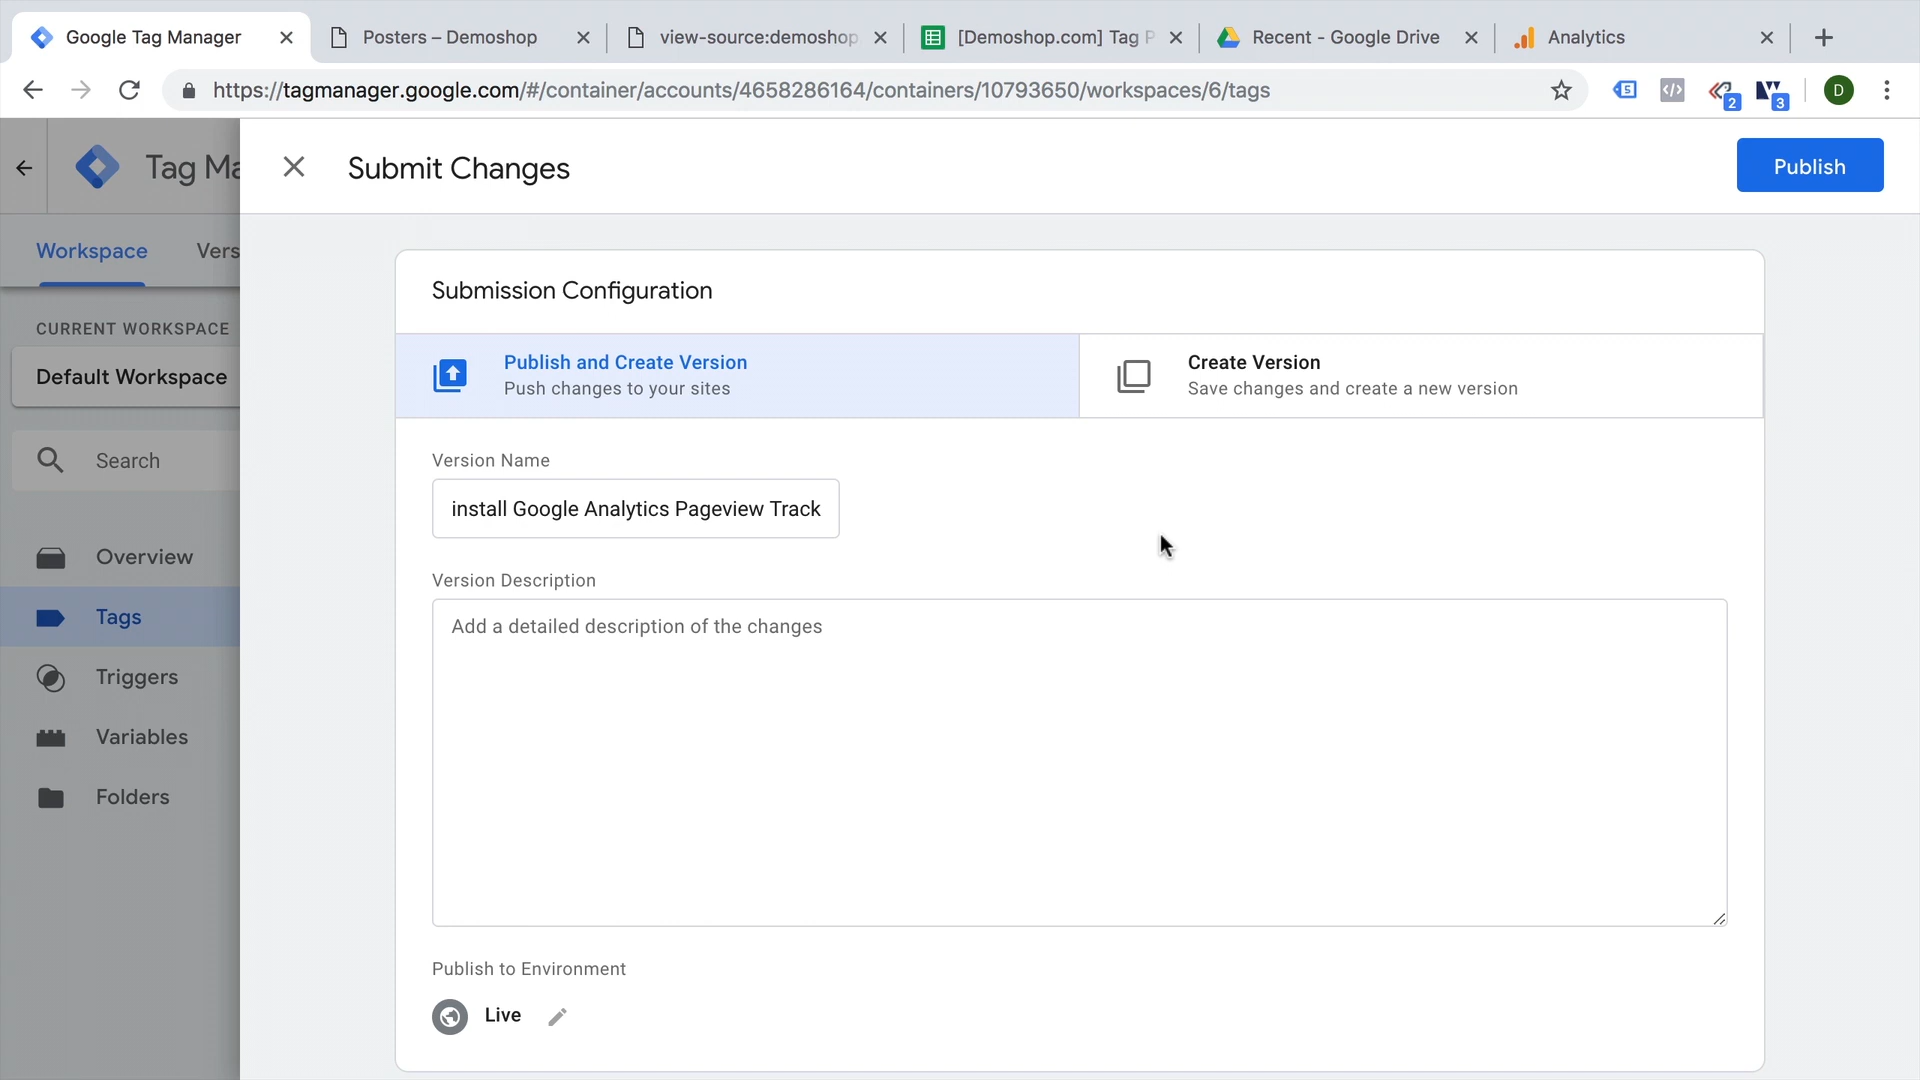 Google Tag Manager
Posters – Demoshop
view-source:demoshop
[Demoshop.com] Tag P
Recent - Google Drive
Analytics
https://tagmanager.google.com/#/container/accounts/4658286164/containers/10793650/workspaces/6/tags
5
2
3
D
Tag Ma
Submit Changes
Publish
Workspace
Vers
Submission Configuration
CURRENT WORKSPACE
Default Workspace
Publish and Create Version
Push changes to your sites
Create Version
Save changes and create a new version
Search
Version Name
install Google Analytics Pageview Track
Overview
Tags
Triggers
Variables
Folders
Version Description
Add a detailed description of the changes
Publish to Environment
Live